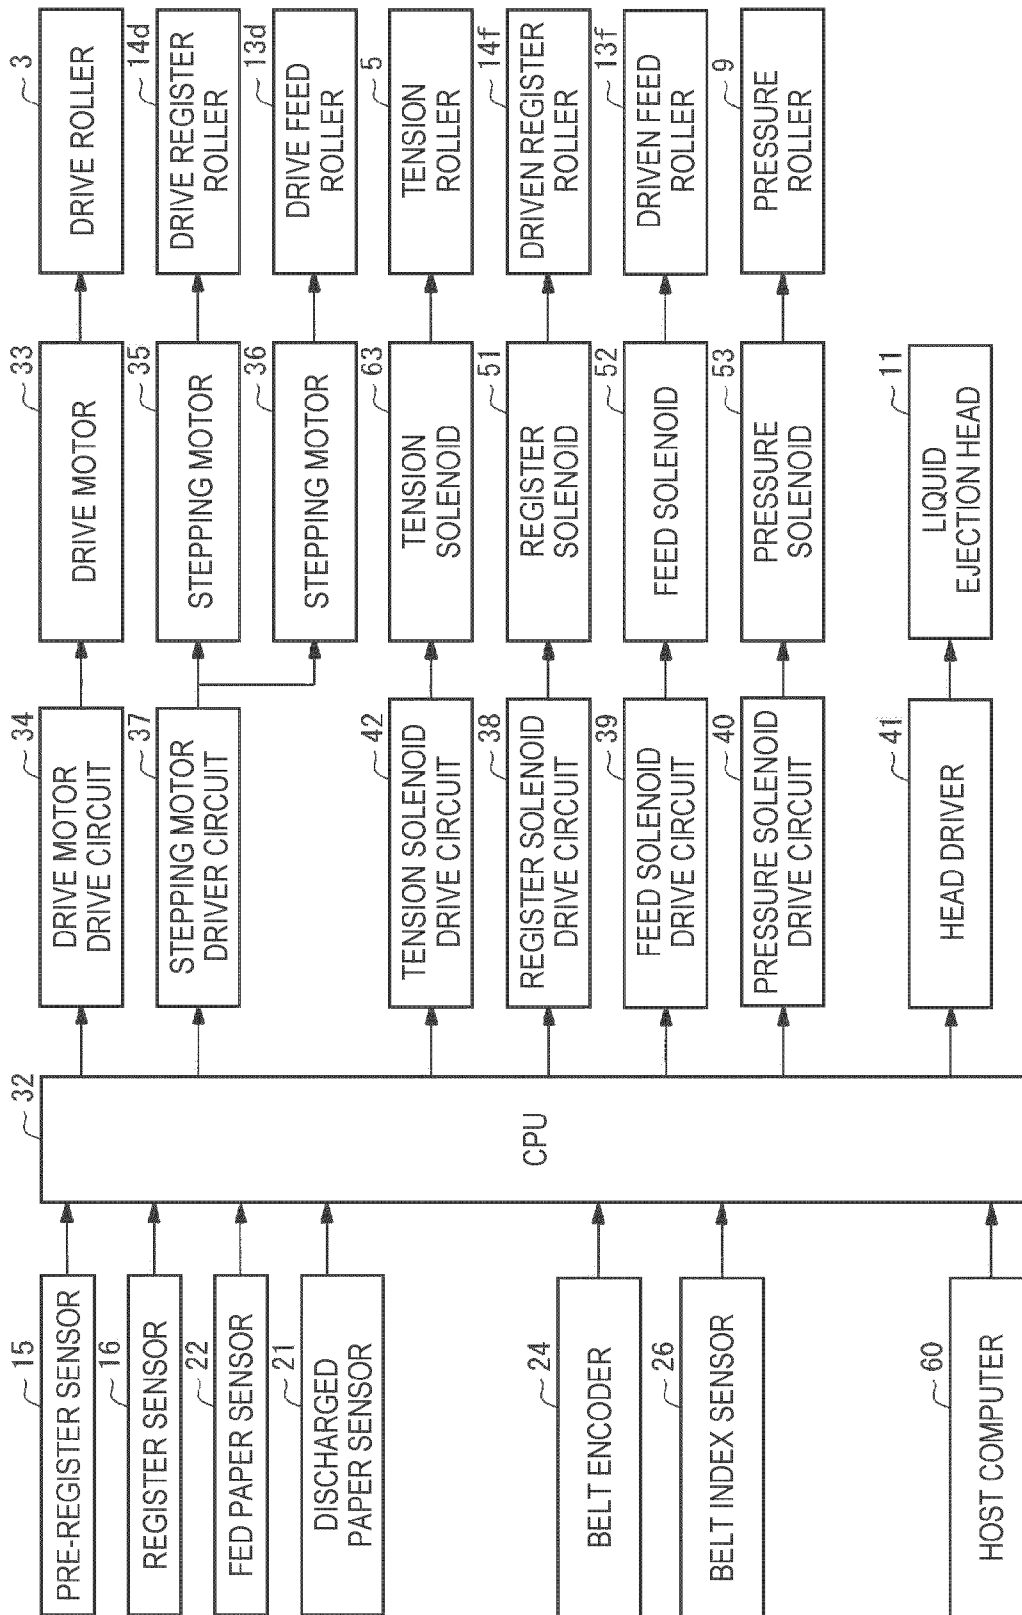 15
PRE-REGISTER SENSOR
16
REGISTER SENSOR
22
FED PAPER SENSOR
21
DISCHARGED
PAPER SENSOR
24
BELT ENCODER
26
BELT INDEX SENSOR
60
HOST COMPUTER
32
CPU
34
DRIVE MOTOR
DRIVE CIRCUIT
33
DRIVE MOTOR
3
DRIVE ROLLER
37
STEPPING MOTOR
DRIVER CIRCUIT
35
STEPPING MOTOR
14d
DRIVE REGISTER
ROLLER
36
STEPPING MOTOR
13d
DRIVE FEED
ROLLER
42
TENSION SOLENOID
DRIVE CIRCUIT
63
TENSION
SOLENOID
5
TENSION
ROLLER
38
REGISTER SOLENOID
DRIVE CIRCUIT
51
REGISTER
SOLENOID
14f
DRIVEN REGISTER
ROLLER
39
FEED SOLENOID
DRIVE CIRCUIT
52
FEED SOLENOID
13f
DRIVEN FEED
ROLLER
40
PRESSURE SOLENOID
DRIVE CIRCUIT
53
PRESSURE
SOLENOID
9
PRESSURE
ROLLER
41
HEAD DRIVER
11
LIQUID
EJECTION HEAD